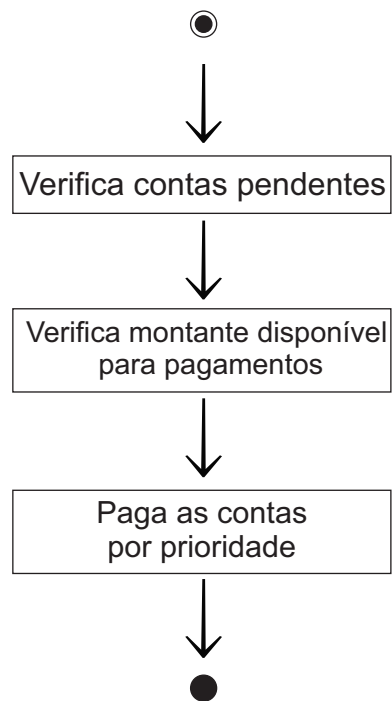 Verifica contas pendentes
Verifica montante disponível
para pagamentos
Paga as contas
por prioridade